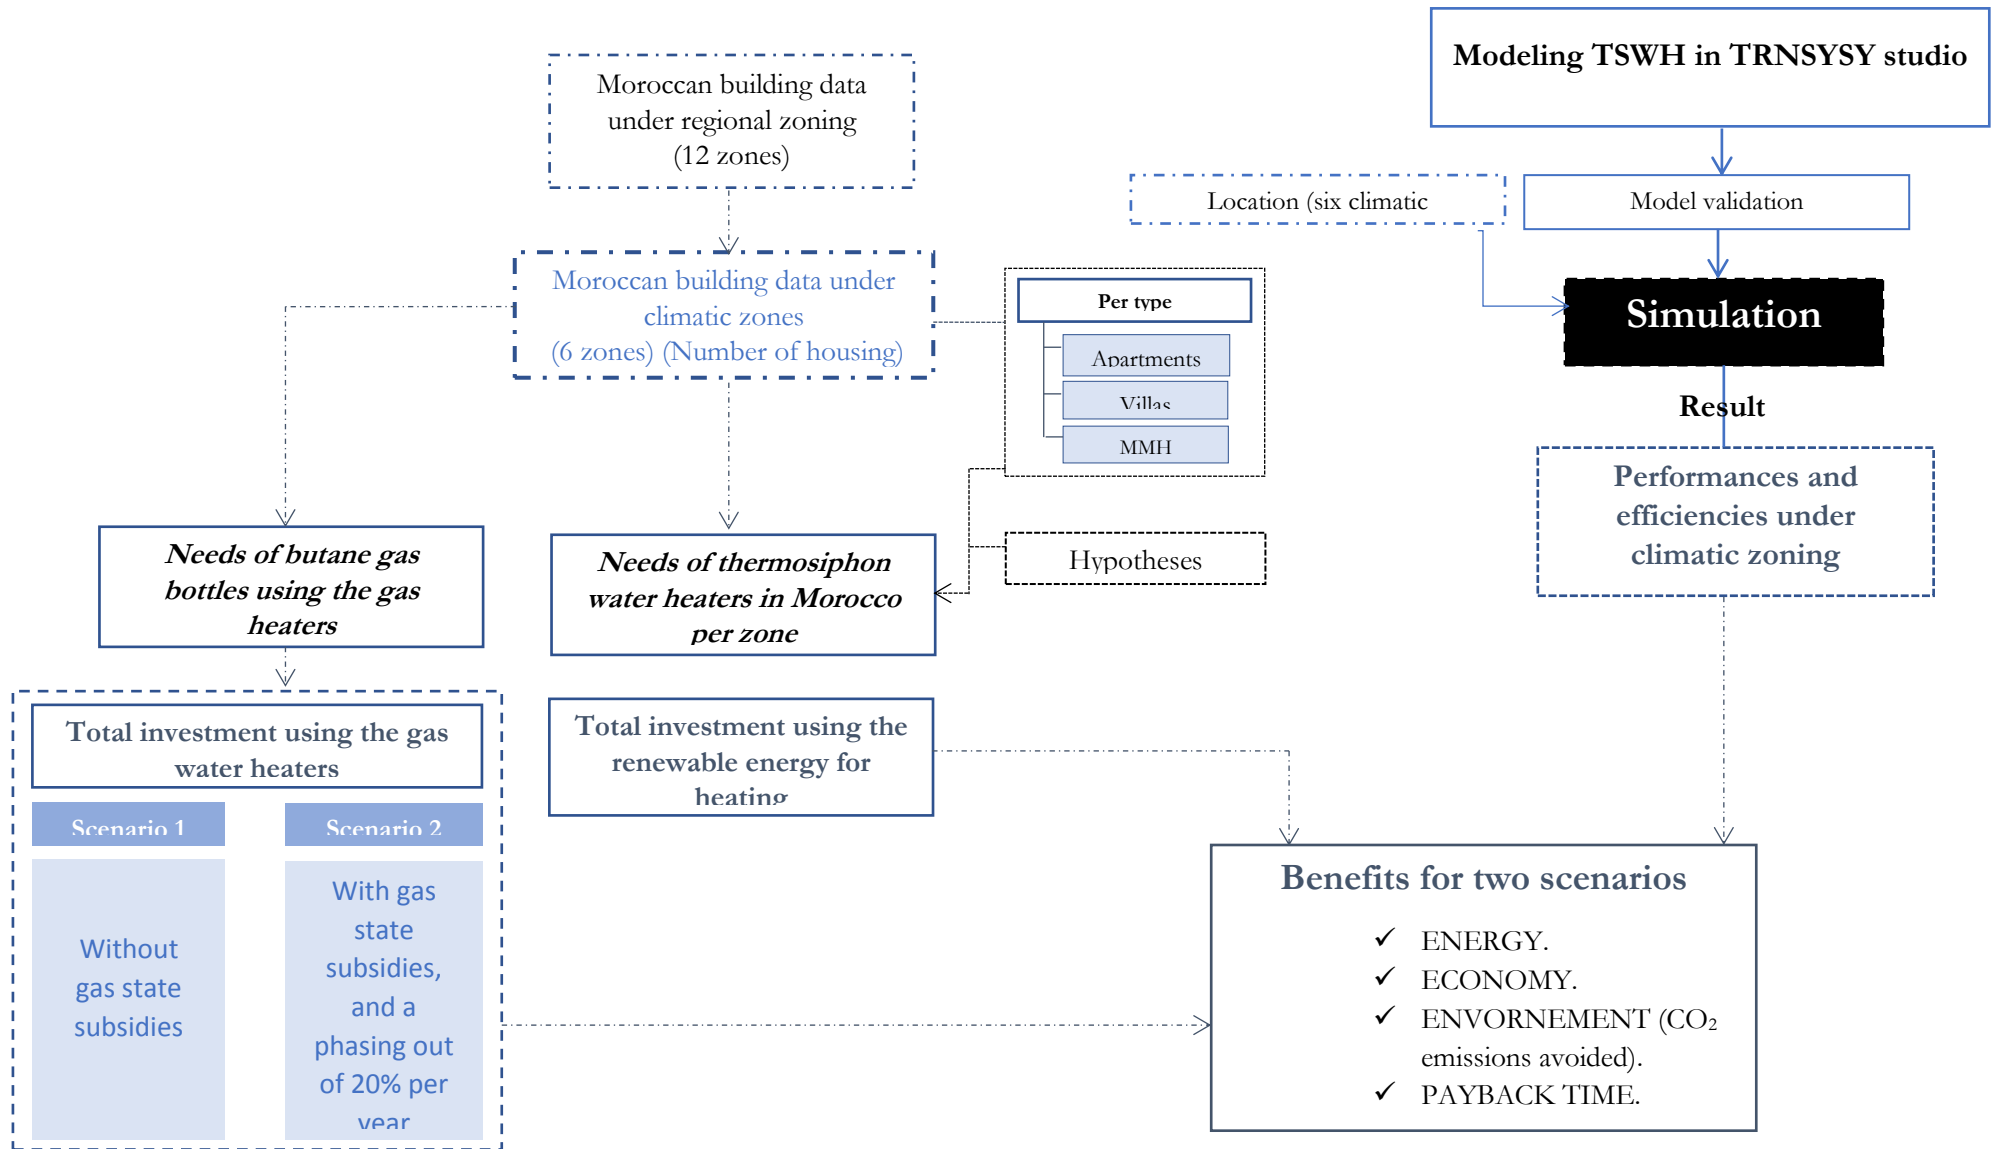 Modeling TSWH in TRNSYSY studio
Moroccan building data
under regional zoning
(12 zones)
Location (six climatic
Model validation
Moroccan building data under
climatic zones
(6 zones) (Number of housing)
Per type
Apartments
Villas
MMH
Simulation
Result
Performances and
efficiencies under
climatic zoning
Needs of butane gas
bottles using the gas
heaters
Needs of thermosiphon
water heaters in Morocco
per zone
Hypotheses
Total investment using the gas
water heaters
Total investment using the
renewable energy for
heating
Scenario 1
Scenario 2
Without
gas state
subsidies
With gas
state
subsidies,
and a
phasing out
of 20% per
year
Benefits for two scenarios
✓ ENERGY.
✓ ECONOMY.
✓ ENVORNEMENT (CO₂
emissions avoided).
✓ PAYBACK TIME.